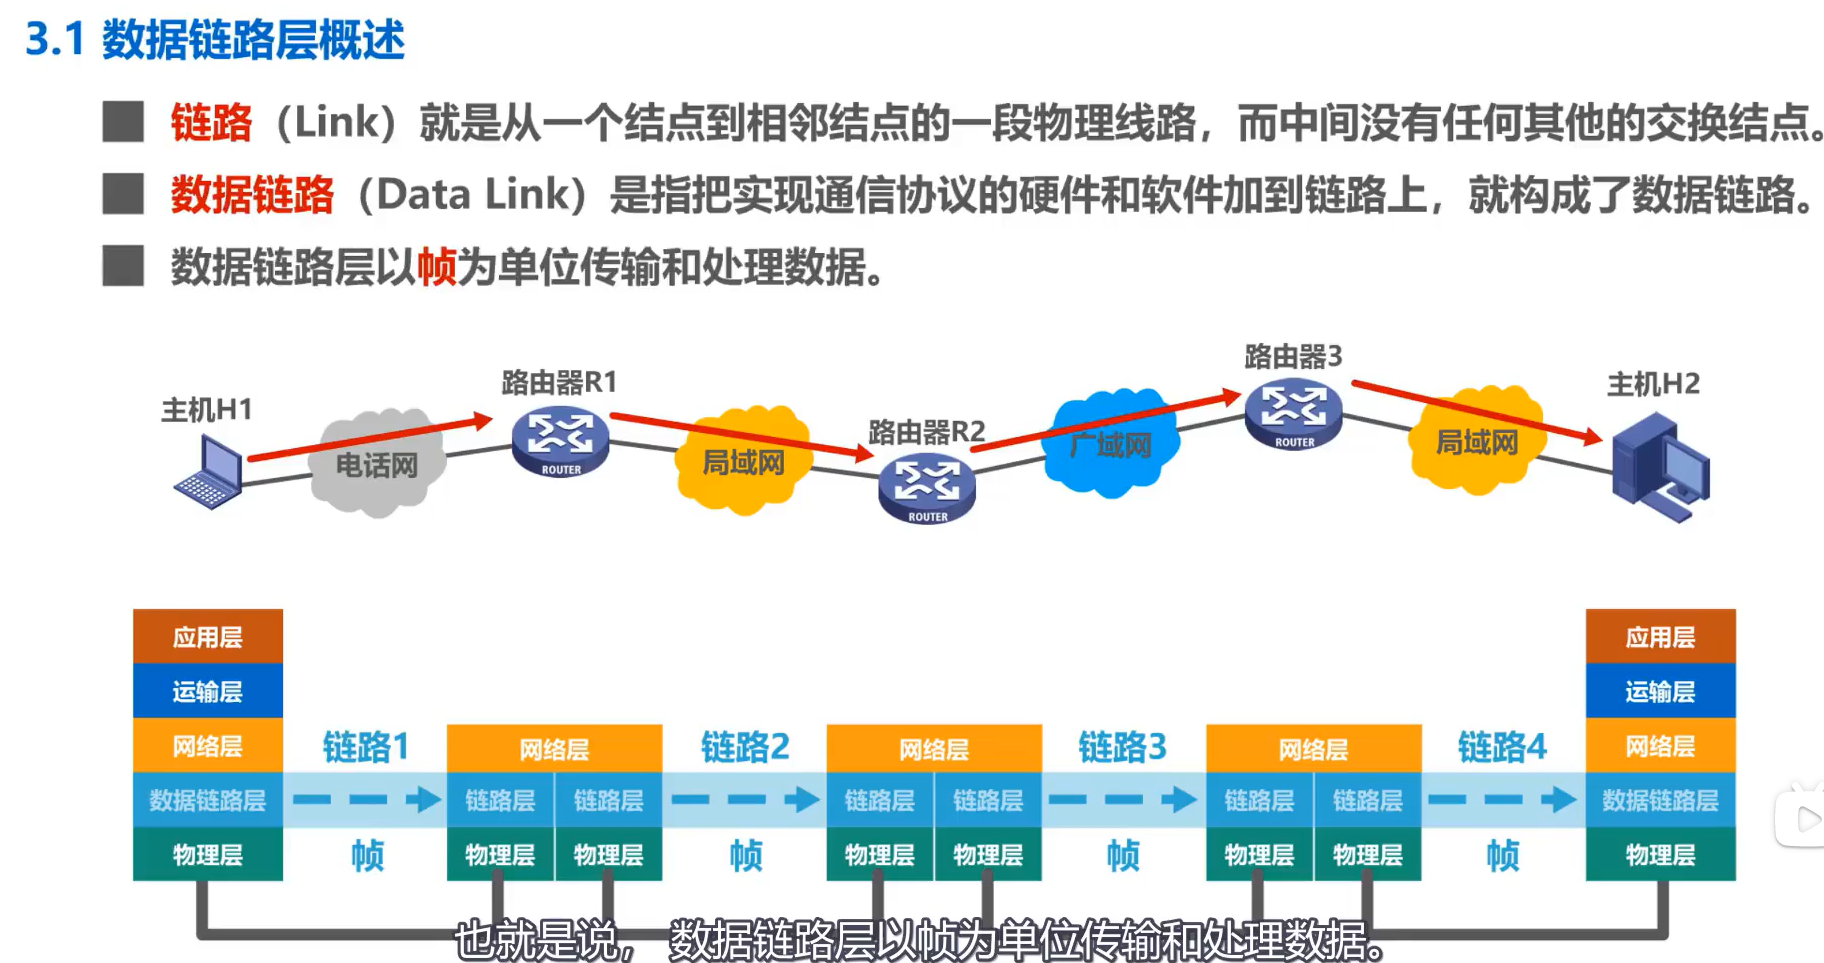 3.1 数据链路层概述
链路（Link）就是从一个结点到相邻结点的一段物理线路，而中间没有任何其他的交换结点。
数据链路（Data Link）是指把实现通信协议的硬件和软件加到链路上，就构成了数据链路。
数据链路层以帧为单位传输和处理数据。
主机H1
电话网
路由器R1
ROUTER
局域网
路由器R2
ROUTER
广域网
路由器3
ROUTER
局域网
主机H2
应用层
运输层
网络层
数据链路层
物理层
链路1
帧
网络层
链路层 链路层
物理层 物理层
链路2
帧
网络层
链路层 链路层
物理层 物理层
链路3
帧
网络层
链路层 链路层
物理层 物理层
链路4
帧
应用层
运输层
网络层
数据链路层
物理层
也就是说， 数据链路层以帧为单位传输和处理数据。